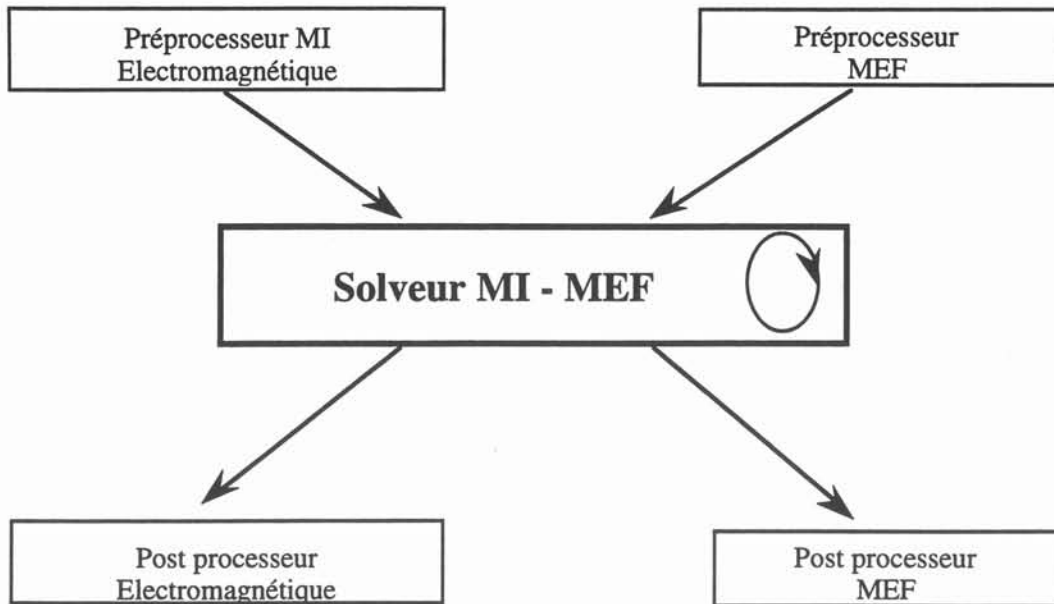 Préprocesseur MI
Electromagnétique
Préprocesseur
MEF
Solveur MI - MEF
Post processeur
Electromagnétique
Post processeur
MEF